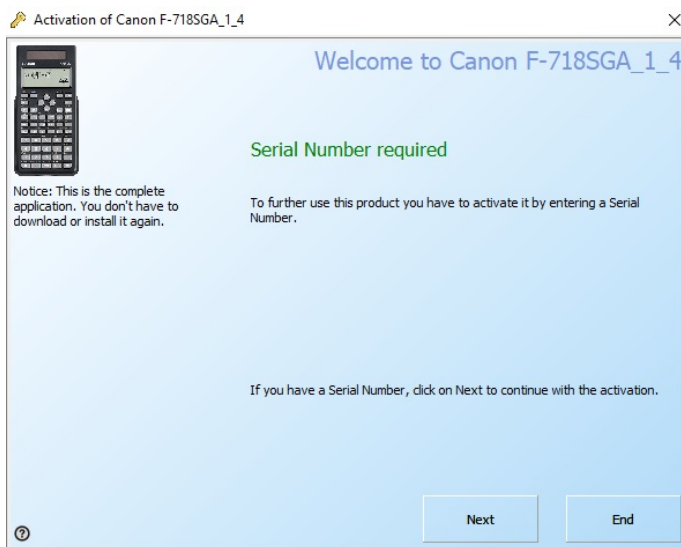 Activation of Canon F-718SGA_1_4
Welcome to Canon F-718SGA_1_4
Serial Number required
Notice: This is the complete
application. You don't have to
download or install it again.
To further use this product you have to activate it by entering a Serial
Number.
If you have a Serial Number, click on Next to continue with the activation.
Next
End